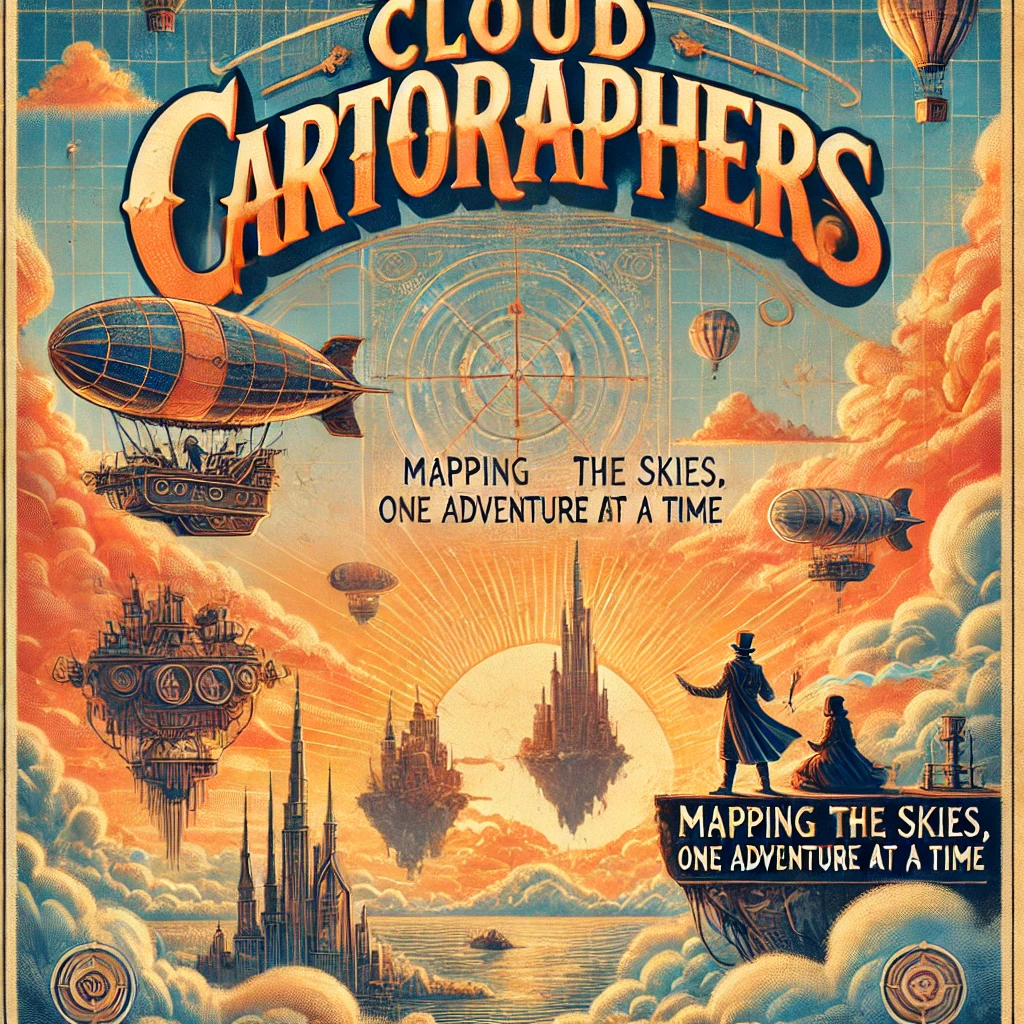 CLOUD
CARTORAPHERS
MAPPING THE SKIES,
ONE ADVENTURE AT A TIME
MAPPING THE SKIES,
ONE ADVENTURE AT A TIME